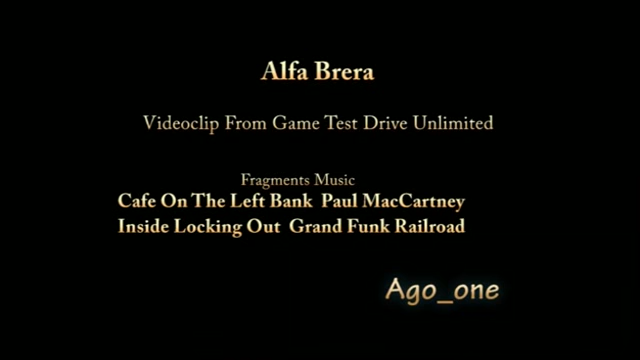 Alfa Brera
Videoclip From Game Test Drive Unlimited
Fragments Music
Cafe On The Left Bank Paul MacCartney
Inside Locking Out Grand Funk Railroad
Ago_one